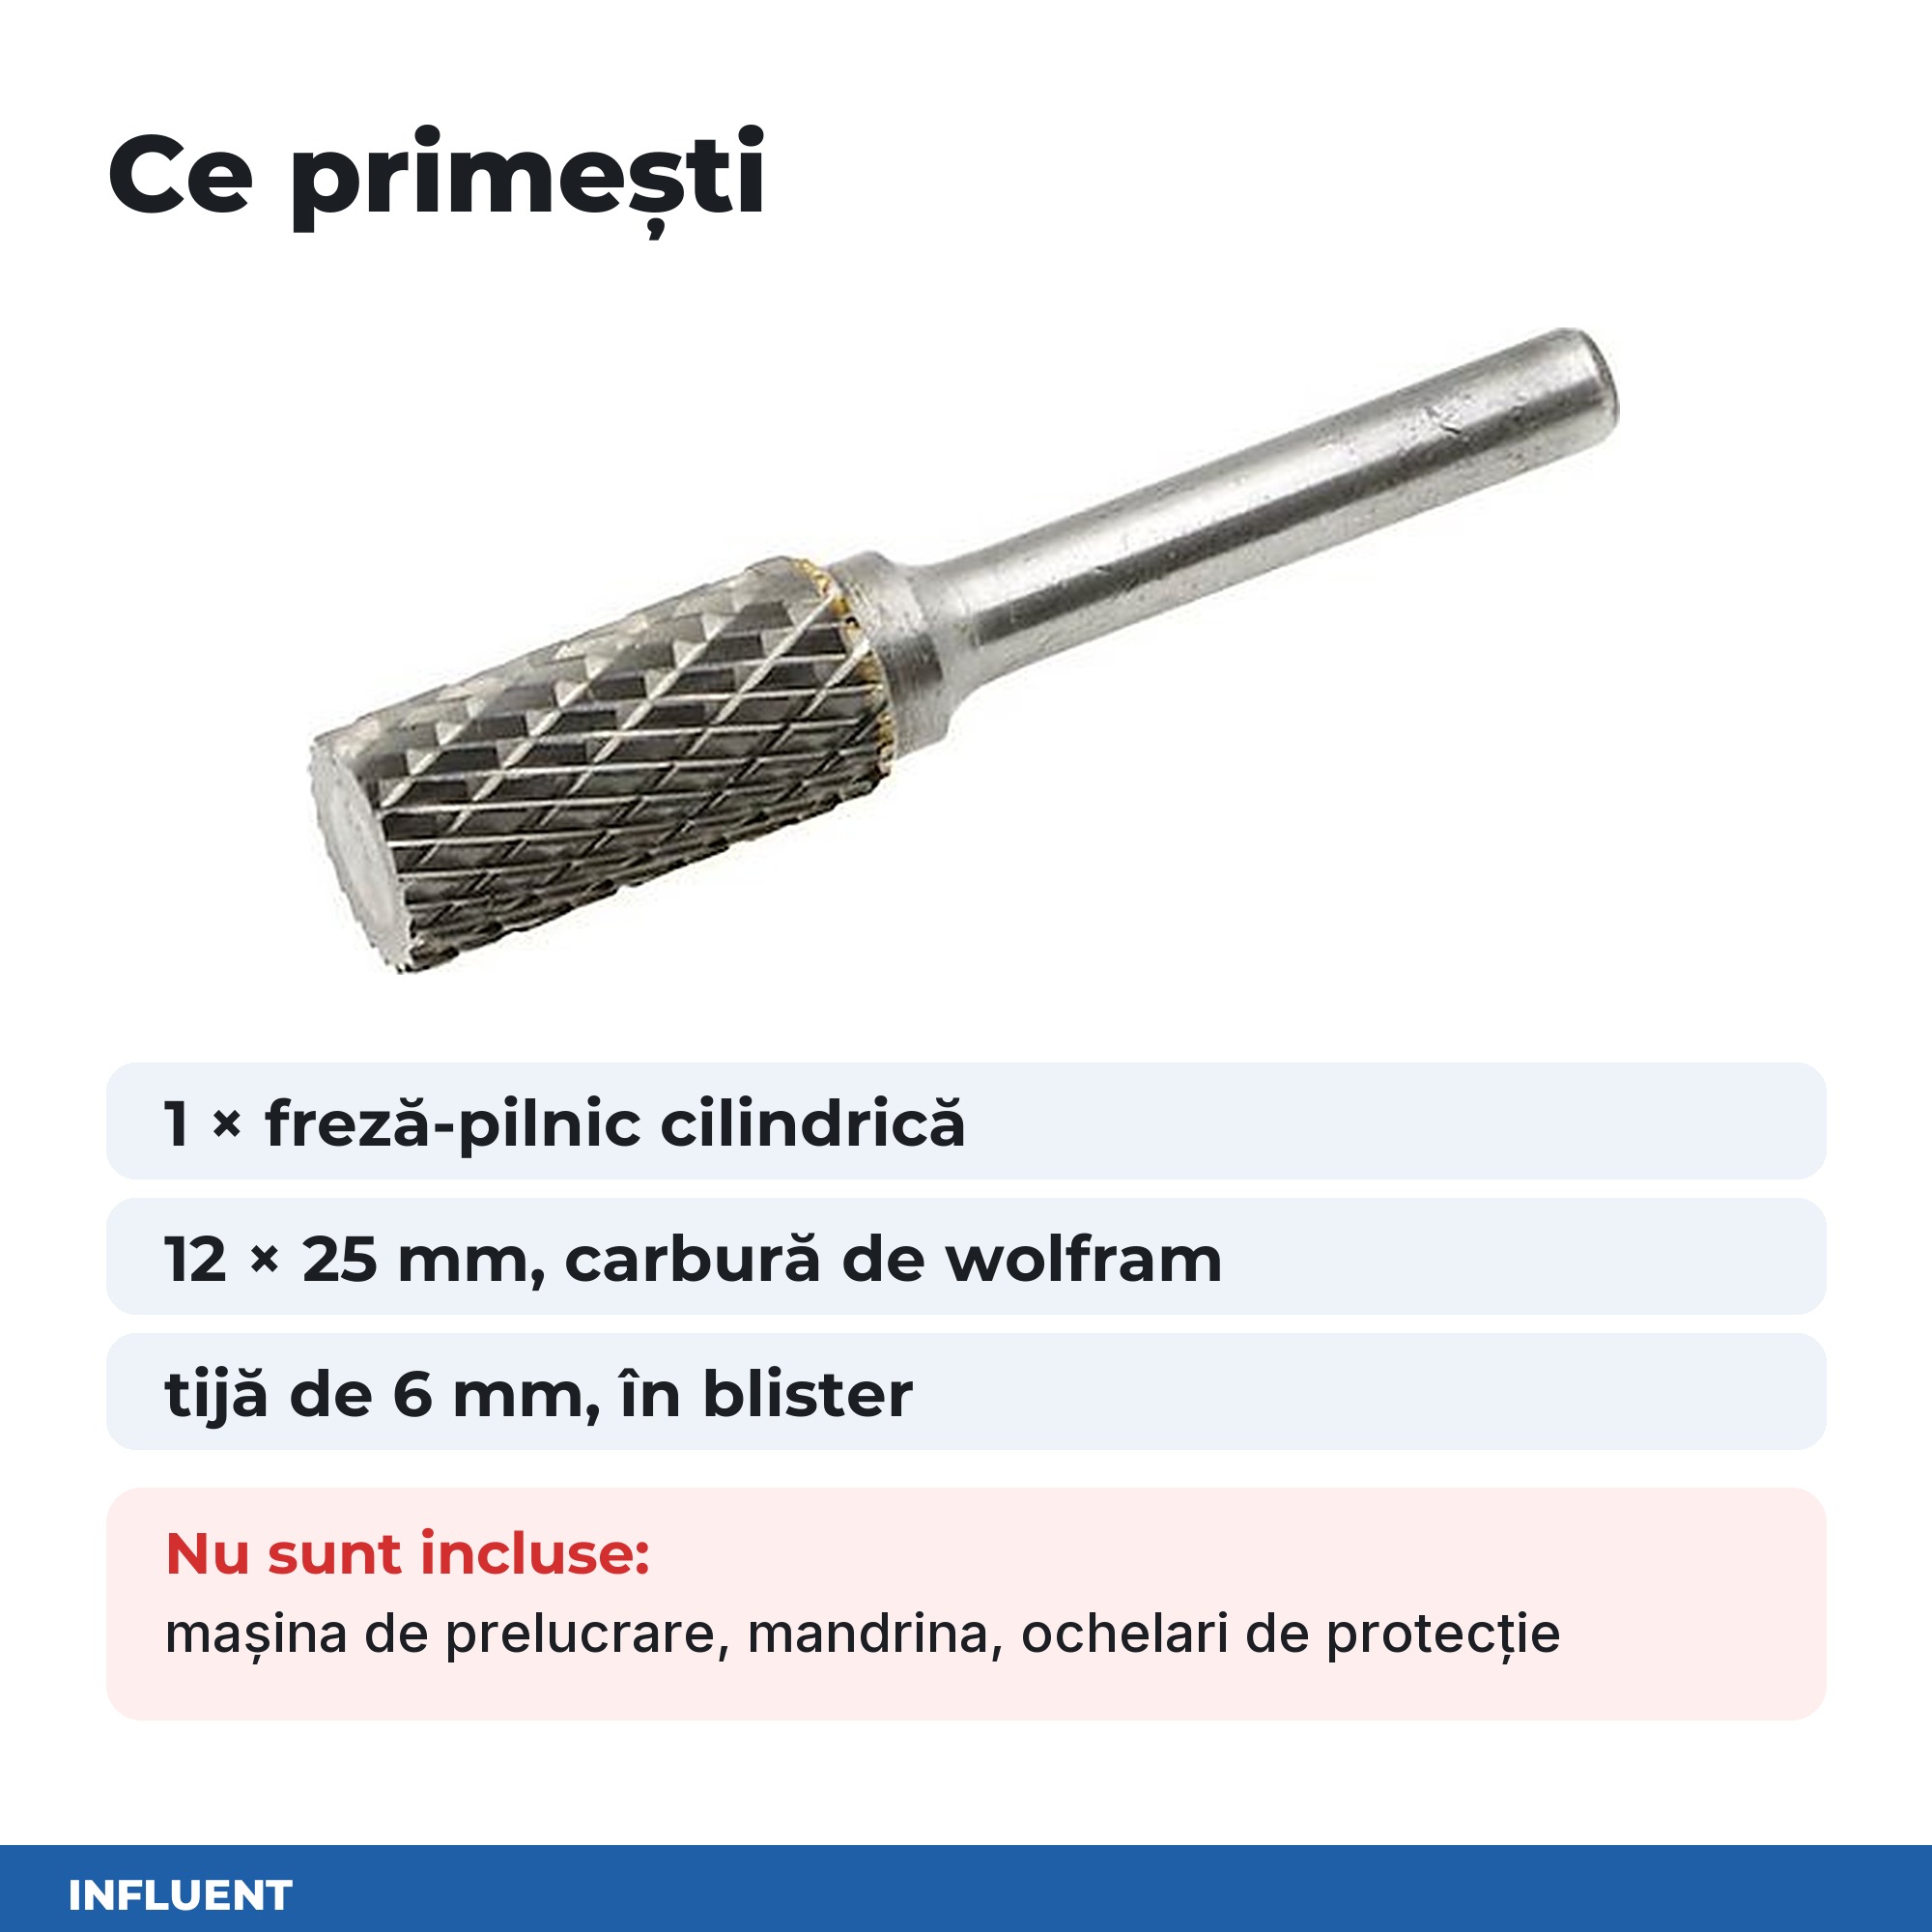 Ce primești
1 × freză-pilnic cilindrică
12 × 25 mm, carbură de wolfram
tijă de 6 mm, în blister
Nu sunt incluse:
mașina de prelucrare, mandrina, ochelari de protecție
INFLUENT